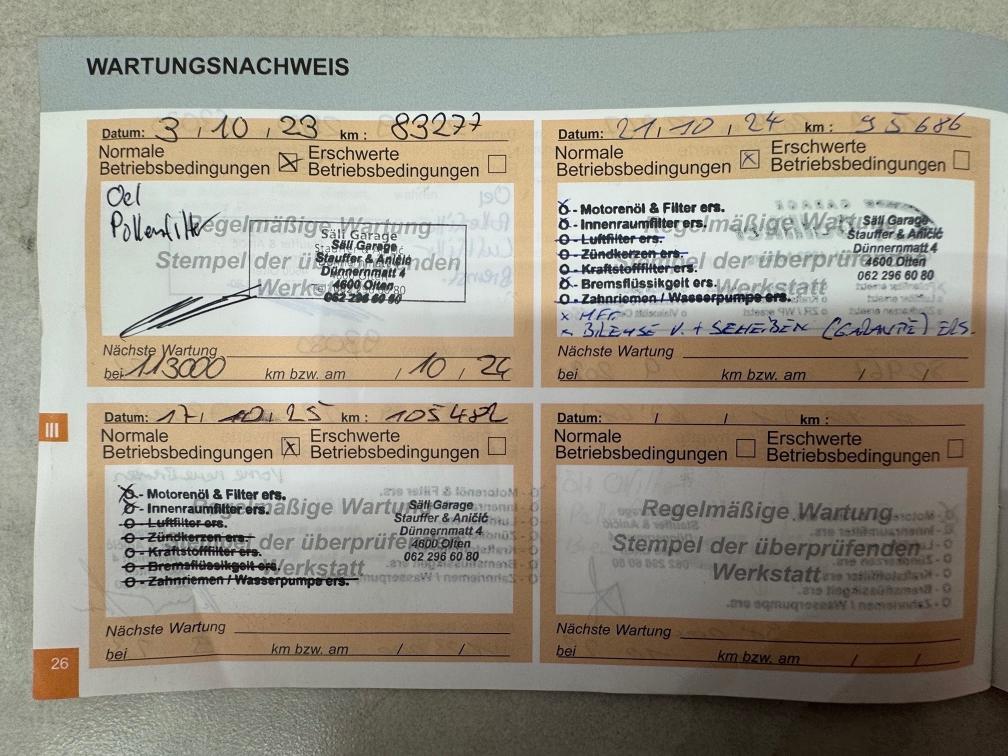 WARTUNGSNACHWEIS
Datum: 3 , 10 , 23 km : 83277
Normale Betriebsbedingungen ☒ Erschwerte Betriebsbedingungen ☐
Oel
Pollenfilter
Regelmäßige Wartung
Stempel der überprüfenden
Werkstatt
Säli Garage
Säli Garage
Stauffer & Aničić
Dünnernmatt 4
4600 Olten
062 296 60 80
Nächste Wartung
bei 113000 km bzw. am / 10 , 24
Datum: 21 , 10 , 24 km : 95686
Normale Betriebsbedingungen ☒ Erschwerte Betriebsbedingungen ☐
Regelmäßige Wartung
Stempel der überprüfenden
Werkstatt
O - Motorenöl & Filter ers.
O - Innenraumfilter ers.
O - Luftfilter ers.
O - Zündkerzen ers.
O - Kraftstofffilter ers.
O - Bremsflüssigkeit ers.
O - Zahnriemen / Wasserpumpe ers.
Säli Garage
Stauffer & Aničić
Dünnernmatt 4
4600 Olten
062 296 60 80
x
x V. + ERS.
Nächste Wartung
bei km bzw. am / /
III
Datum: 17, 10, 25 km : 105482
Normale Betriebsbedingungen ☒ Erschwerte Betriebsbedingungen ☐
Regelmäßige Wartung
Stempel der überprüfenden
Werkstatt
O - Motorenöl & Filter ers.
O - Innenraumfilter ers.
O - Luftfilter ers.
O - Zündkerzen ers.
O - Kraftstofffilter ers.
O - Bremsflüssigkeit ers.
O - Zahnriemen / Wasserpumpe ers.
Säli Garage
Stauffer & Aničić
Dünnernmatt 4
4600 Olten
062 296 60 80
Nächste Wartung
bei km bzw. am / /
Datum: / / km :
Normale Betriebsbedingungen ☐ Erschwerte Betriebsbedingungen ☐
Regelmäßige Wartung
Stempel der überprüfenden
Werkstatt
Nächste Wartung
bei km bzw. am / /
26